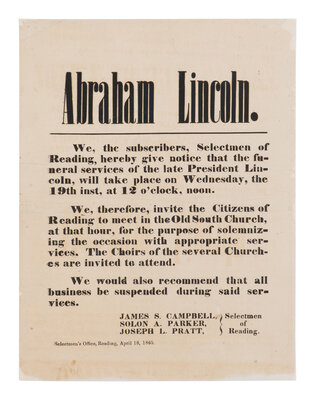 Abraham Lincoln.
We, the subscribers, Selectmen of
Reading, hereby give notice that the fu-
neral services of the late President Lin-
coln, will take place on Wednesday, the
19th inst, at 12 o'clock, noon.
We, therefore, invite the Citizens of
Reading to meet in the Old South Church,
at that hour, for the purpose of solemniz-
ing the occasion with appropriate ser-
vices. The Choirs of the several Church-
es are invited to attend.
We would also recommend that all
business be suspended during said ser-
vices.
JAMES S. CAMPBELL,
SOLON A. PARKER,
JOSEPH L. PRATT,
Selectmen
of
Reading.
Selectmen's Office, Reading, April 18, 1865.